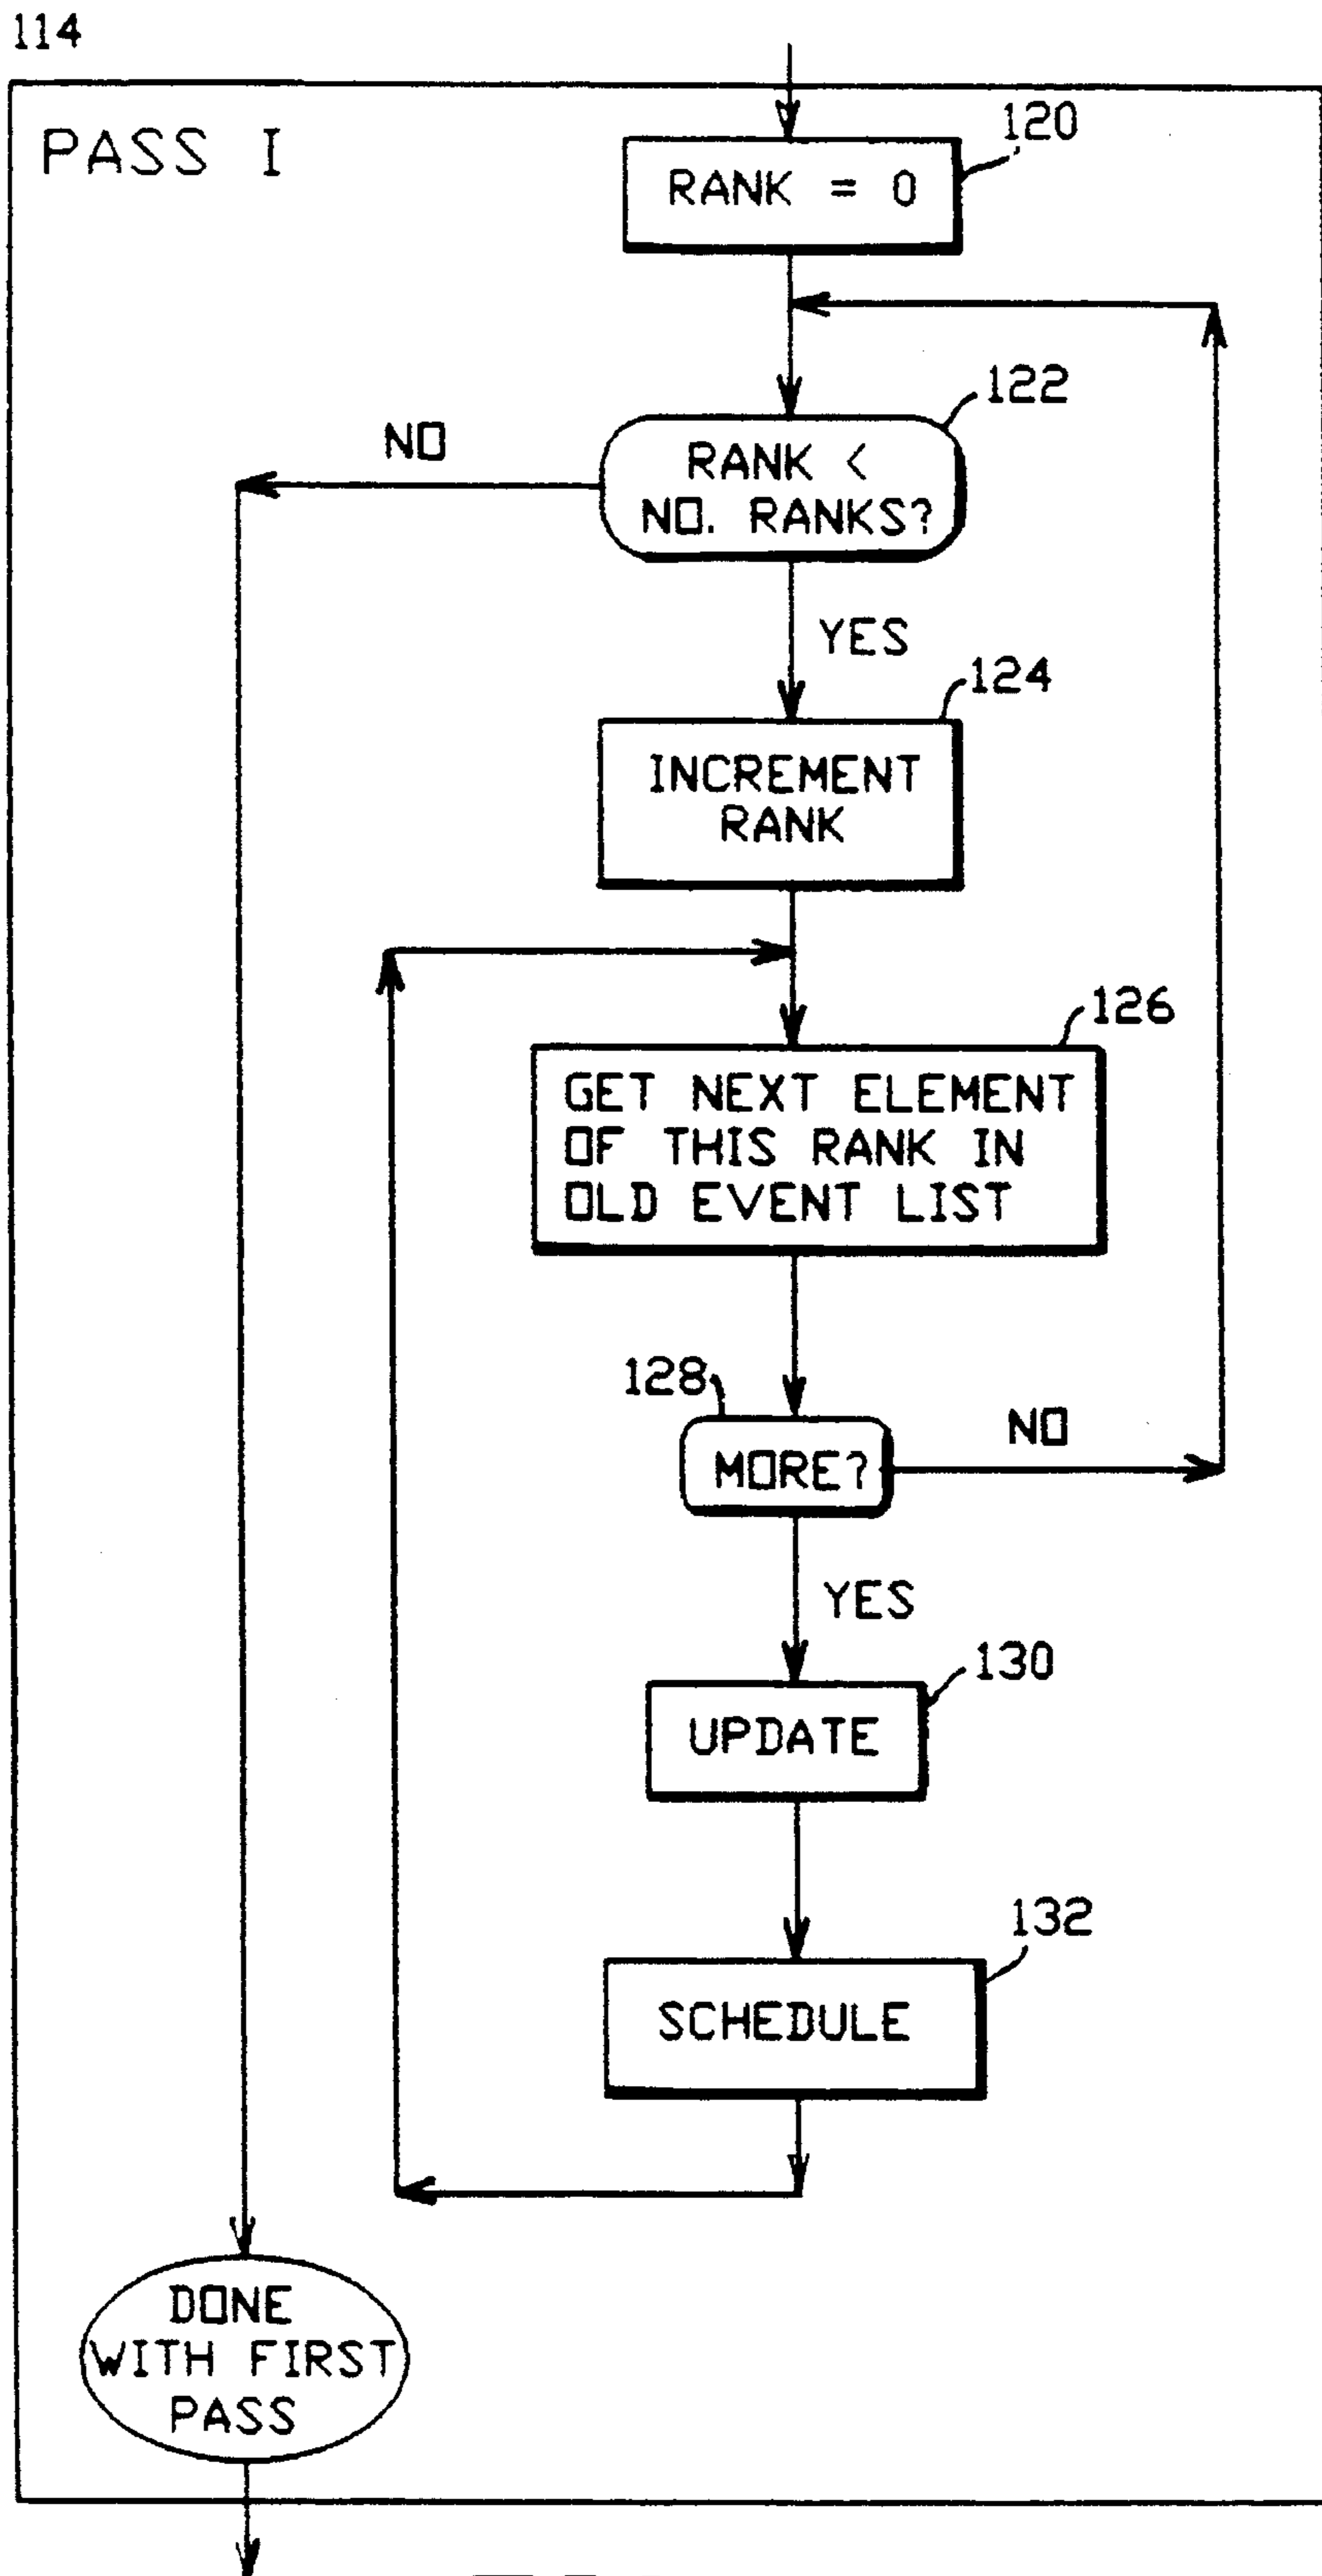 114
PASS I
120
RANK = 0
122
NO
RANK <
NO. RANKS?
YES
124
INCREMENT
RANK
126
GET NEXT ELEMENT
OF THIS RANK IN
OLD EVENT LIST
128
MORE?
NO
YES
130
UPDATE
132
SCHEDULE
DONE
WITH FIRST
PASS